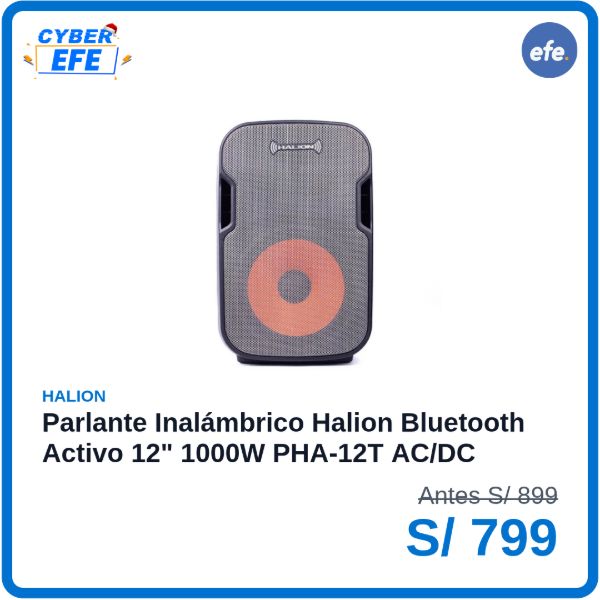 CYBER
EFE
efe.
HALION
HALION
Parlante Inalámbrico Halion Bluetooth
Activo 12" 1000W PHA-12T AC/DC
Antes S/ 899
S/ 799